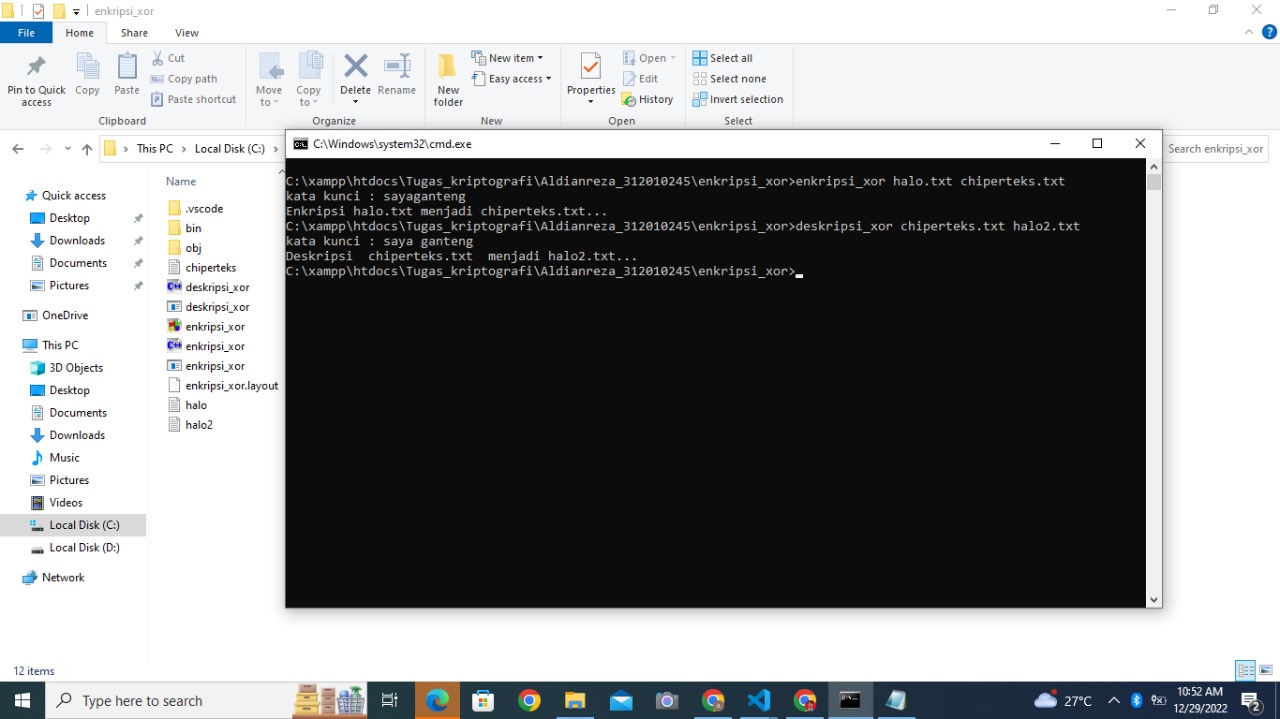 enkripsi_xor
File Home Share View
Pin to Quick access
Copy
Paste
Cut
Copy path
Paste shortcut
Clipboard
Move to
Copy to
Delete
Rename
Organize
New folder
New item
Easy access
New
Properties
Open
Edit
History
Open
Select all
Select none
Invert selection
Select
This PC Local Disk (C:)
Search enkripsi_xor
C:\Windows\system32\cmd.exe
C:\xampp\htdocs\Tugas_kriptografi\Aldianreza_312010245\enkripsi_xor>enkripsi_xor halo.txt chiperteks.txt
kata kunci : sayaganteng
Enkripsi halo.txt menjadi chiperteks.txt...
C:\xampp\htdocs\Tugas_kriptografi\Aldianreza_312010245\enkripsi_xor>deskripsi_xor chiperteks.txt halo2.txt
kata kunci : saya ganteng
Deskripsi  chiperteks.txt  menjadi halo2.txt...
C:\xampp\htdocs\Tugas_kriptografi\Aldianreza_312010245\enkripsi_xor>
Quick access
Desktop
Downloads
Documents
Pictures
OneDrive
This PC
3D Objects
Desktop
Documents
Downloads
Music
Pictures
Videos
Local Disk (C:)
Local Disk (D:)
Network
Name
.vscode
bin
obj
chiperteks
deskripsi_xor
deskripsi_xor
enkripsi_xor
enkripsi_xor
enkripsi_xor
enkripsi_xor.layout
halo
halo2
12 items
Type here to search
27°C
10:52 AM
12/29/2022
2